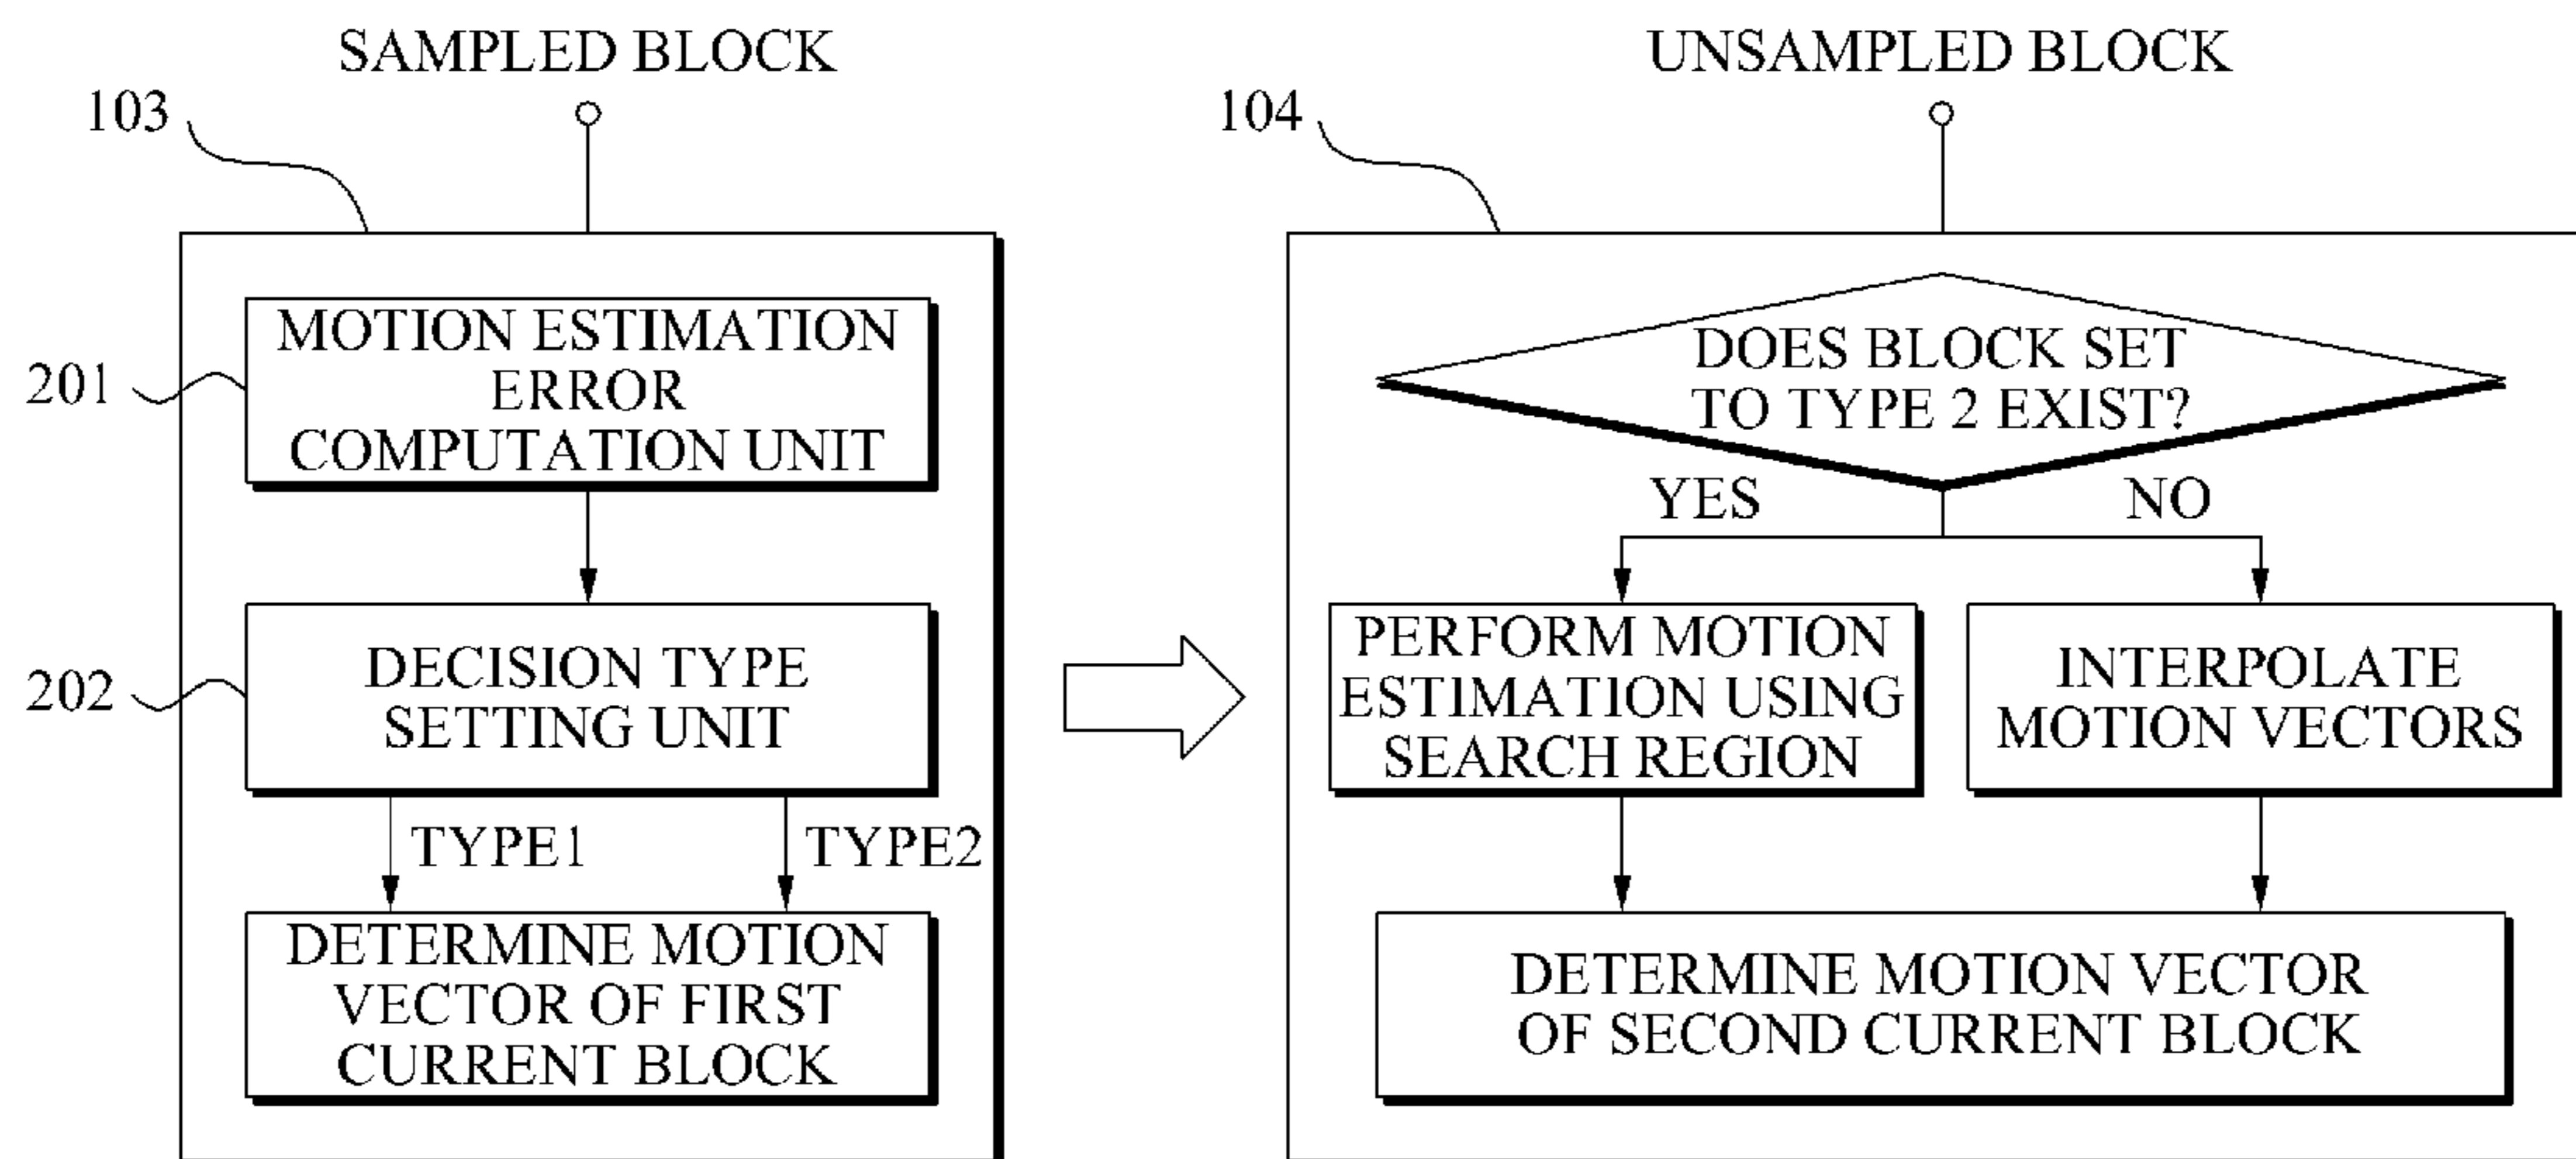 SAMPLED BLOCK
103
MOTION ESTIMATION
ERROR
COMPUTATION UNIT
201
DECISION TYPE
SETTING UNIT
202
TYPE1
TYPE2
DETERMINE MOTION
VECTOR OF FIRST
CURRENT BLOCK
UNSAMPLED BLOCK
104
DOES BLOCK SET
TO TYPE 2 EXIST?
YES
NO
PERFORM MOTION
ESTIMATION USING
SEARCH REGION
INTERPOLATE
MOTION VECTORS
DETERMINE MOTION VECTOR
OF SECOND CURRENT BLOCK